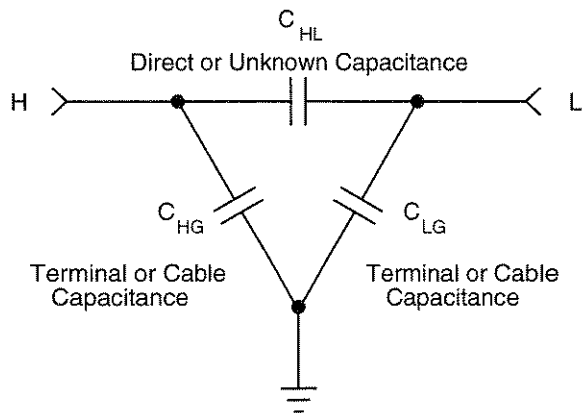 C HL
Direct or Unknown Capacitance
H
L
C HG
C LG
Terminal or Cable
Capacitance
Terminal or Cable
Capacitance